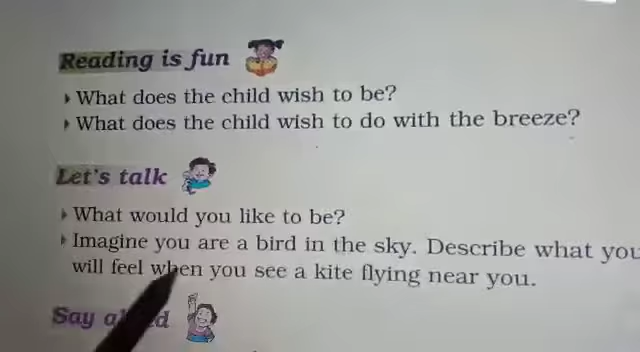 Reading is fun
What does the child wish to be?
What does the child wish to do with the breeze?
Let's talk
What would you like to be?
Imagine you are a bird in the sky. Describe what you
will feel when you see a kite flying near you.
Say